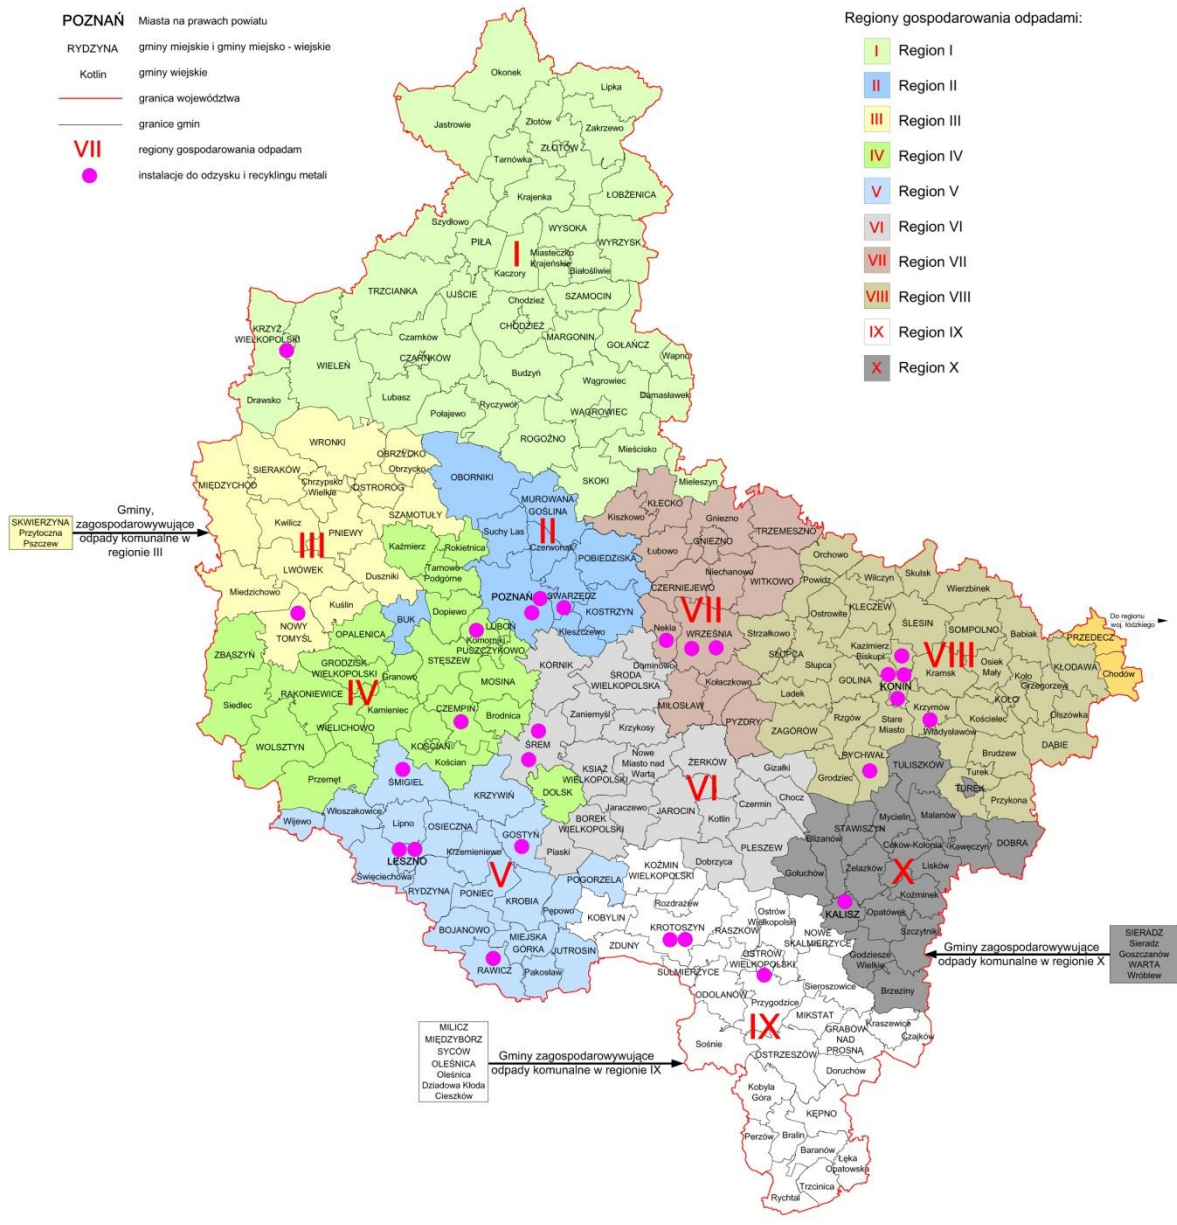 POZNAŃ Miasta na prawach powiatu
RYDZYNA gminy miejskie i gminy miejsko - wiejskie
Kotlin gminy wiejskie
granica województwa
granice gmin
VII regiony gospodarowania odpadam
instalacje do odzysku i recyklingu metali
Regiony gospodarowania odpadami:
I Region I
II Region II
III Region III
IV Region IV
V Region V
VI Region VI
VII Region VII
VIII Region VIII
IX Region IX
X Region X
Okonek
Lipka
Jastrowie
Złotów
Zakrzewo
ZŁOTÓW
Tarnówka
Krajenka
ŁOBŻENICA
Szydłowo
WYSOKA
PIŁA
WYRZYSK
I
Miasteczko
Krajeńskie
Kaczory
Białośliwie
TRZCIANKA
UJŚCIE
Chodzież
SZAMOCIN
KRZYŻ
WIELKOPOLSKI
CHODZIEŻ
MARGONIN
Czarnków
GOŁAŃCZ
CZARNKÓW
Wapno
WIELEŃ
Budzyń
Wągrowiec
Damasławek
Drawsko
Lubasz
Połajewo
Ryczywół
WĄGROWIEC
ROGOŹNO
Mieścisko
SKOKI
Mieleszyn
WRONKI
OBRZYCKO
Obrzycko
SIERAKÓW
MIĘDZYCHÓD
Chrzypsko
Wielkie
OSTRORÓG
SZAMOTUŁY
Kwilicz
PNIEWY
III
LWÓWEK
Duszniki
Miedzichowo
Kuślin
NOWY
TOMYŚL
Gminy,
zagospodarowywujące
odpady komunalne w
regionie III
SKWIERZYNA
Przytoczna
Pszczew
OBORNIKI
MUROWANA
GOŚLINA
II
Suchy Las
Czerwonak
POBIEDZISKA
POZNAŃ
SWARZĘDZ
KOSTRZYN
Kleszczewo
BUK
Kaźmierz
Rokietnica
Tarnowo
Podgórne
Dopiewo
LUBOŃ
Komorniki
PUSZCZYKOWO
OPALENICA
ZBĄSZYŃ
GRODZISK
WIELKOPOLSKI
STĘSZEW
Granowo
MOSINA
IV
Siedlec
RAKONIEWICE
Kamieniec
CZEMPIŃ
Brodnica
WIELICHOWO
WOLSZTYN
KOŚCIAN
Kościan
Przemęt
DOLSK
KŁECKO
Kiszkowo
Gniezno
TRZEMESZNO
GNIEZNO
Łubowo
Niechanowo
CZERNIEJEWO
WITKOWO
VII
Nekla
WRZEŚNIA
Kołaczkowo
MIŁOSŁAW
PYZDRY
Orchowo
Skulsk
Powidz
Wilczyn
Wierzbinek
Ostrowite
KLECZEW
ŚLESIN
SOMPOLNO
Babiak
Strzałkowo
SŁUPCA
Kazimierz
Biskupi
VIII
Osiek
Mały
KŁODAWA
Słupca
GOLINA
Kramsk
Koło
Grzegorzew
KONIN
KOŁO
Lądek
Krzymów
Olszówka
Rzgów
Stare
Miasto
Kościelec
ZAGORÓW
Władysławów
DĄBIE
RYCHWAŁ
Brudzew
Grodziec
Turek
TUREK
Przykona
PRZEDECZ
Chodów
Do regionu
woj. łódzkiego
KÓRNIK
Dominowo
ŚRODA
WIELKOPOLSKA
Zaniemyśl
Krzykosy
ŚREM
Nowe
Miasto nad
Wartą
KSIĄŻ
WIELKOPOLSKI
ŻERKÓW
Gizałki
VI
Chocz
Jaraczewo
JAROCIN
Czermin
Kotlin
BOREK
WIELKOPOLSKI
PLESZEW
Piaski
Dobrzyca
ŚMIGIEL
KRZYWIŃ
Włoszakowice
Wijewo
Lipno
OSIECZNA
GOSTYŃ
Krzemieniewo
LESZNO
V
Święciechowa
RYDZYNA
PONIEC
KROBIA
POGORZELA
Pępowo
BOJANOWO
MIEJSKA
GÓRKA
JUTROSIN
RAWICZ
Pakosław
TULISZKÓW
Malanów
Mycielin
STAWISZYN
DOBRA
Blizanów
Ceków-Kolonia
Kawęczyn
Gołuchów
Żelazków
X
Lisków
Koźminek
KALISZ
Opatówek
Szczytniki
Godziesze
Wielkie
Brzeziny
Gminy zagospodarowywujące
odpady komunalne w regionie X
SIERADZ
Sieradz
Goszczanów
WARTA
Wróblew
KOŹMIN
WIELKOPOLSKI
Rozdrażew
KOBYLIN
Ostrów
Wielkopolski
KROTOSZYN
RASZKÓW
NOWE
SKALMIERZYCE
ZDUNY
OSTRÓW
WIELKOPOLSKI
SULMIERZYCE
Sieroszowice
ODOLANÓW
Przygodzice
MIKSTAT
IX
Kraszewice
GRABÓW
NAD
PROSNĄ
Czajków
Sośnie
OSTRZESZÓW
Doruchów
Kobyla
Góra
KĘPNO
Perzów
Bralin
Baranów
Łęka
Opatowska
Trzcinica
Rychtal
MILICZ
MIĘDZYBÓRZ
SYCÓW
OLEŚNICA
Oleśnica
Dziadowa Kłoda
Cieszków
Gminy zagospodarowywujące
odpady komunalne w regionie IX